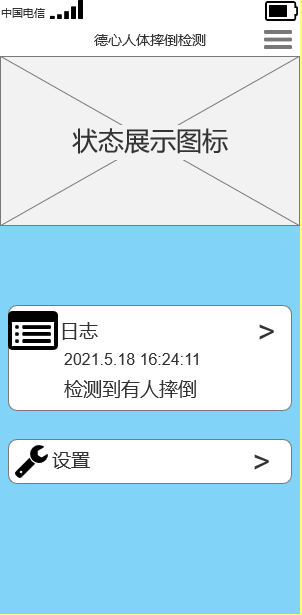 中国电信
德心人体摔倒检测
状态展示图标
日志 >
2021.5.18 16:24:11
检测到有人摔倒
设置 >